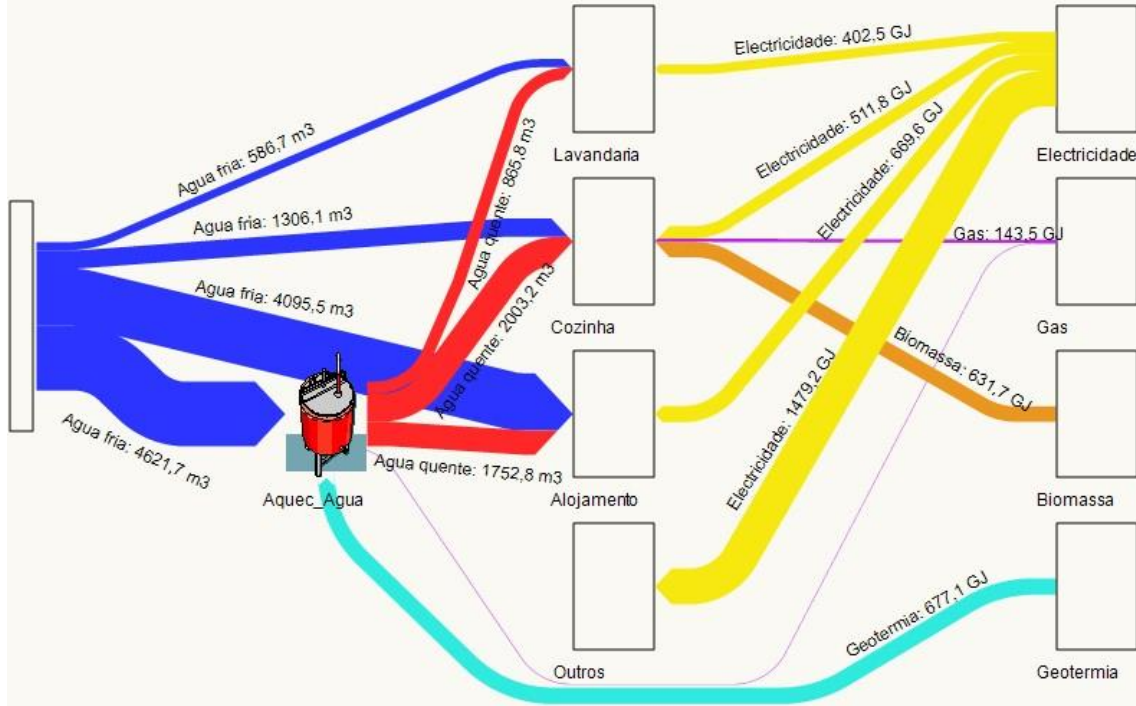 Electricidade: 402,5 GJ
Electricidade: 511,8 GJ
Electricidade: 669,6 GJ
Agua fria: 586,7 m3
Agua quente: 865,8 m3
Lavandaria
Electricidade
Agua fria: 1306,1 m3
Gas: 143,5 GJ
Agua fria: 4095,5 m3
Agua quente: 2003,2 m3
Cozinha
Gas
Biomassa: 631,7 GJ
Electricidade: 1479,2 GJ
Agua fria: 4621,7 m3
Agua quente: 1752,8 m3
Aquec_Agua
Alojamento
Biomassa
Geotermia: 677,1 GJ
Outros
Geotermia